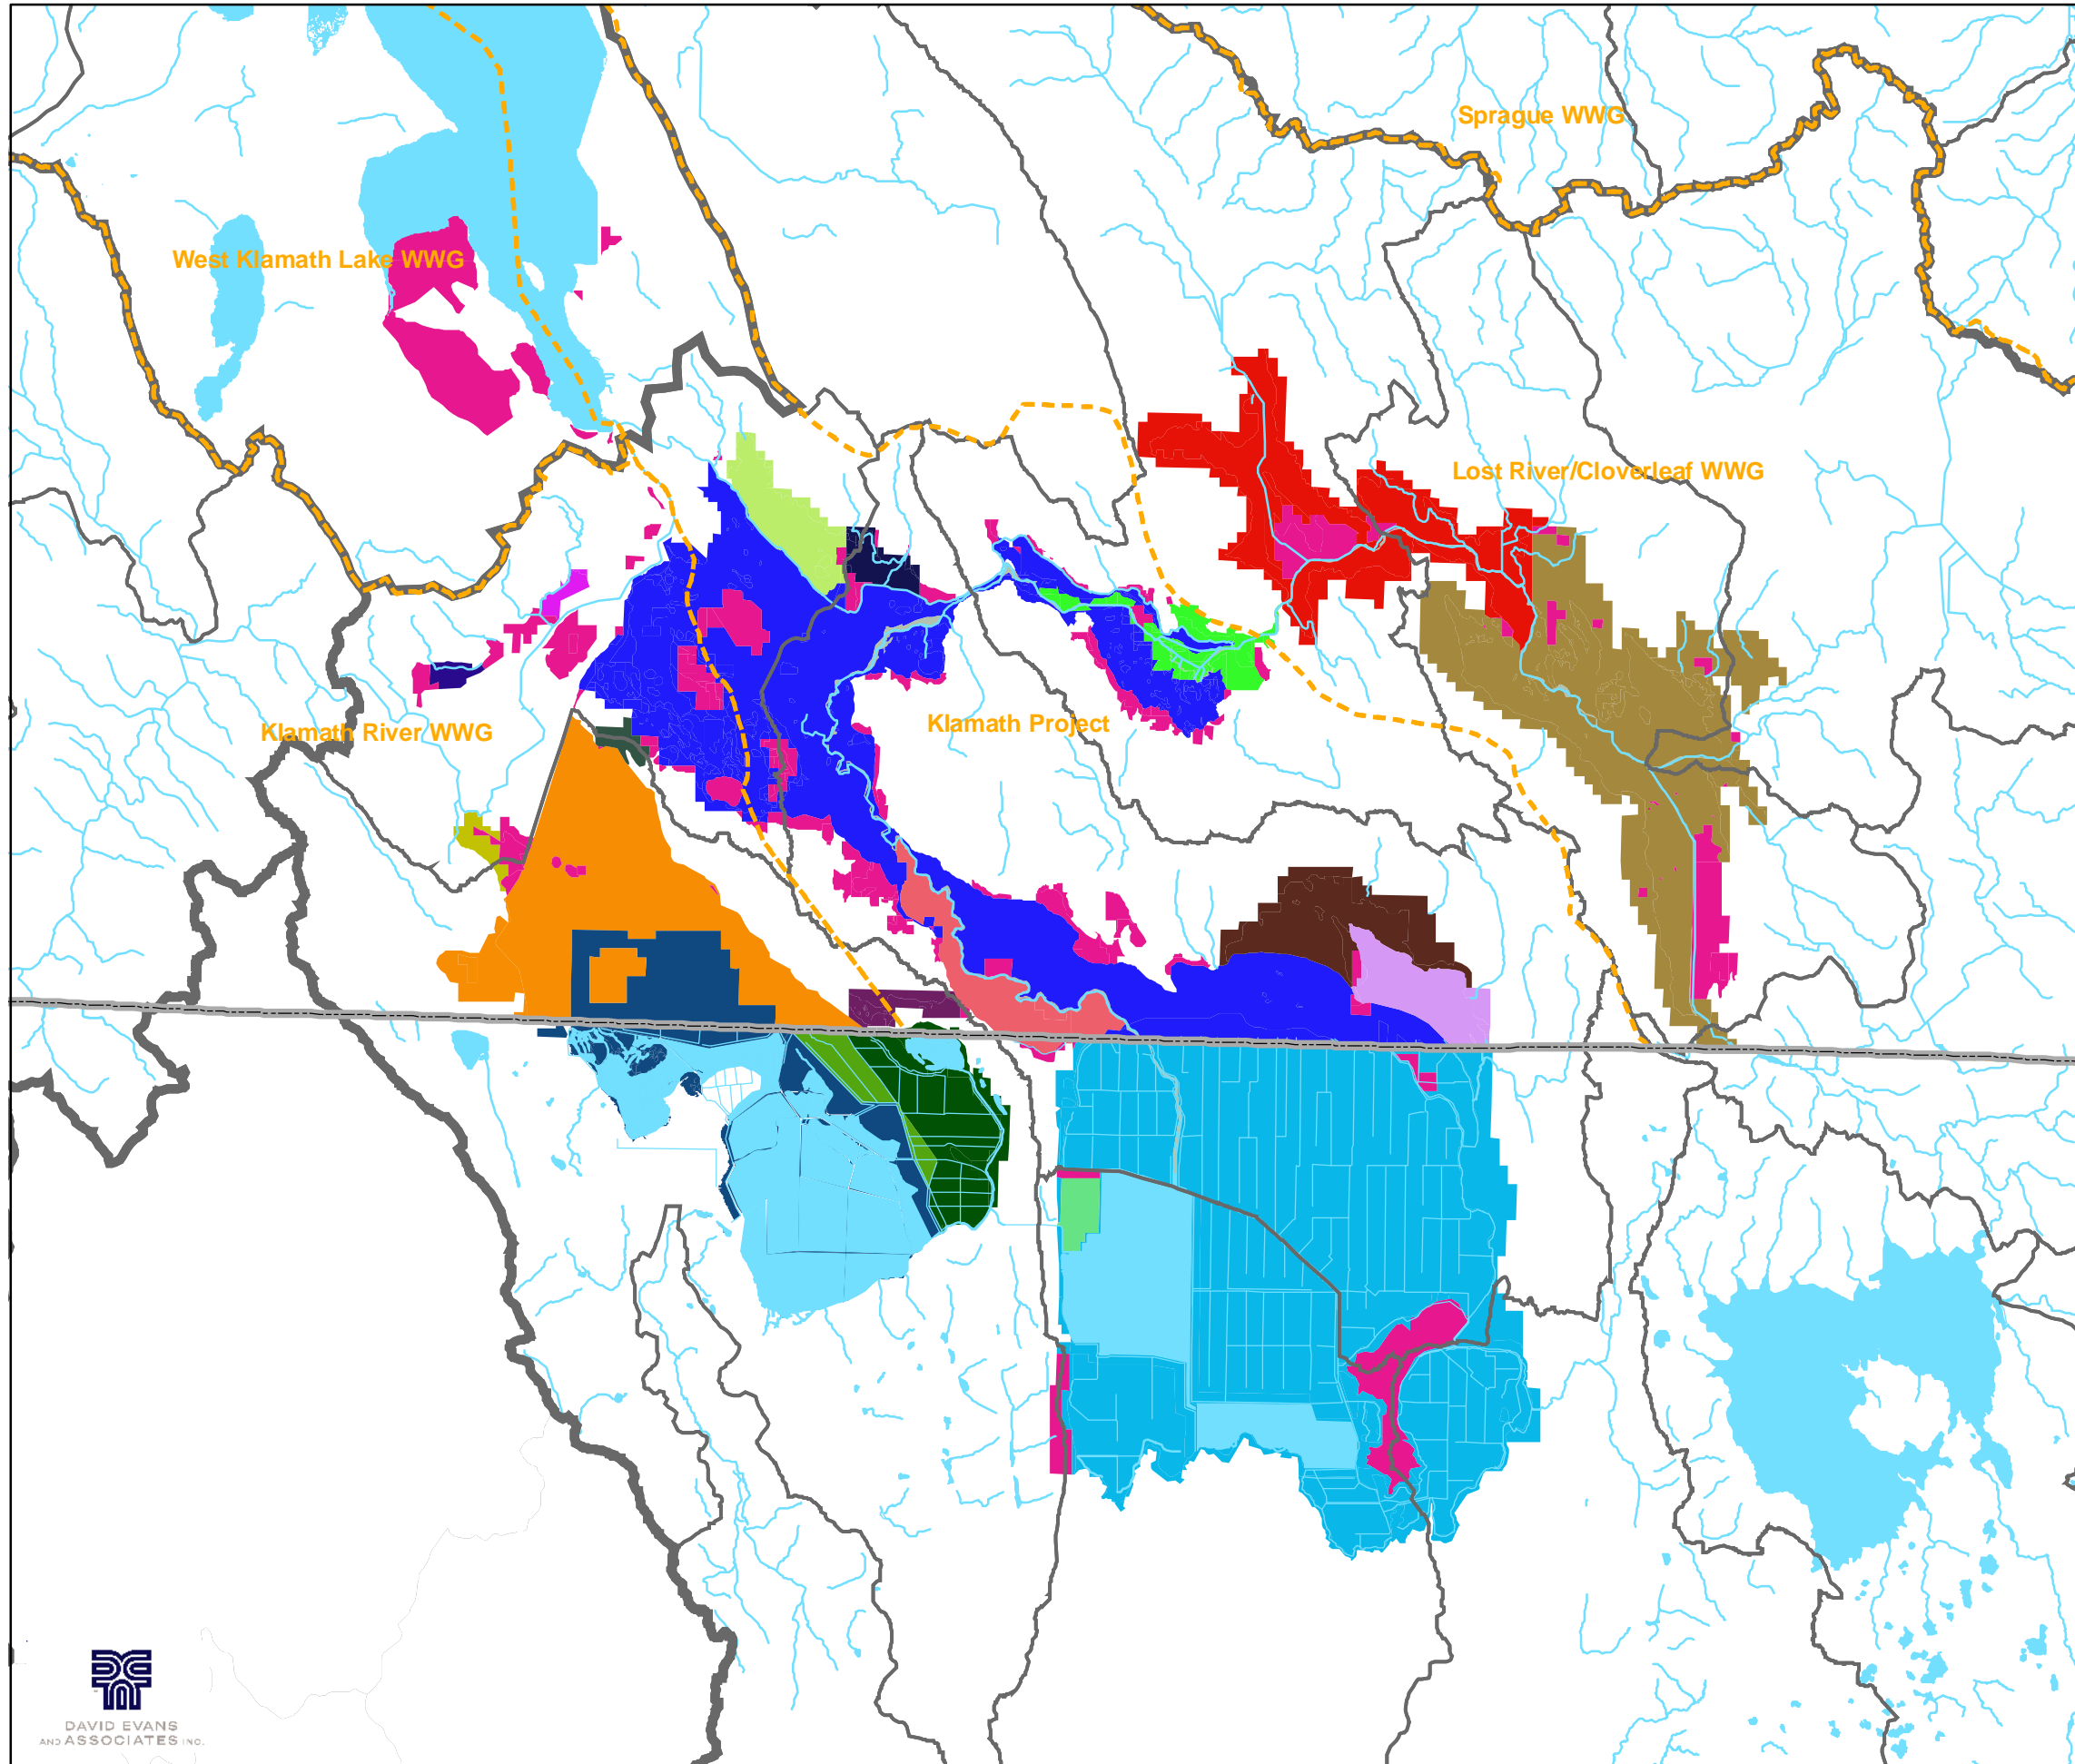 Sprague WWG
West Klamath Lake WWG
Lost River/Cloverleaf WWG
Klamath Project
Klamath River WWG
DAVID EVANS
AND ASSOCIATES INC.